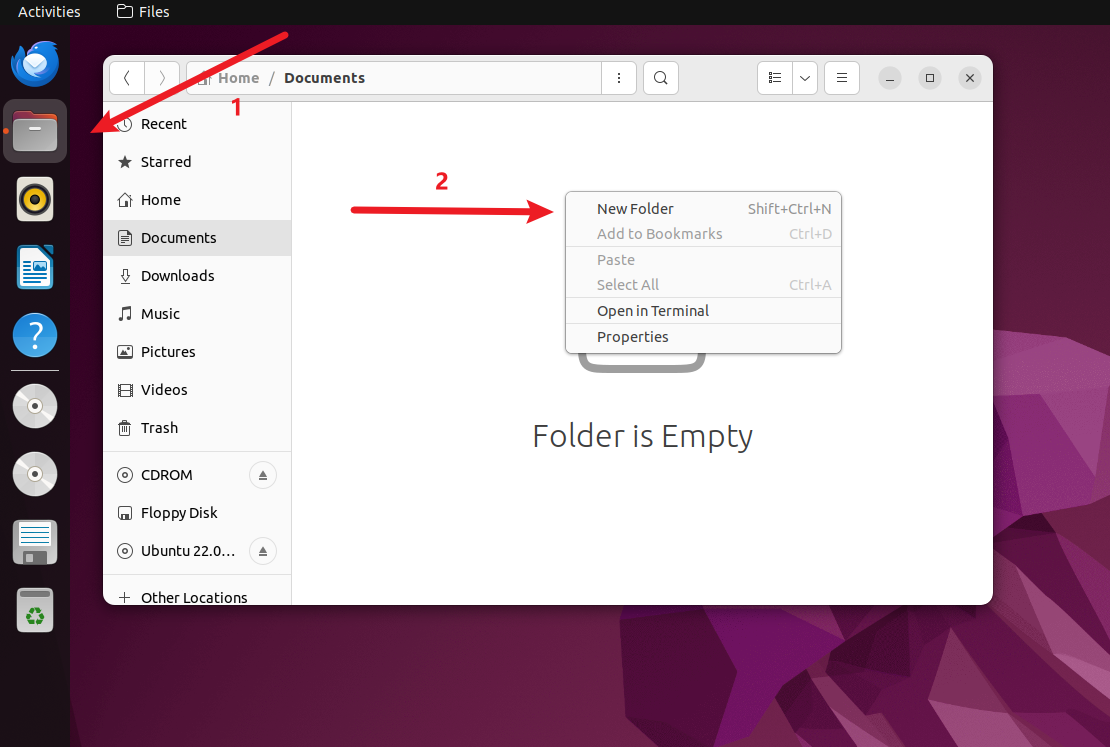 Activities Files
Home / Documents
1
Recent
Starred
Home
Documents
Downloads
Music
Pictures
Videos
Trash
CDROM
Floppy Disk
Ubuntu 22.0...
Other Locations
2
New Folder Shift+Ctrl+N
Add to Bookmarks Ctrl+D
Paste
Select All Ctrl+A
Open in Terminal
Properties
Folder is Empty
?